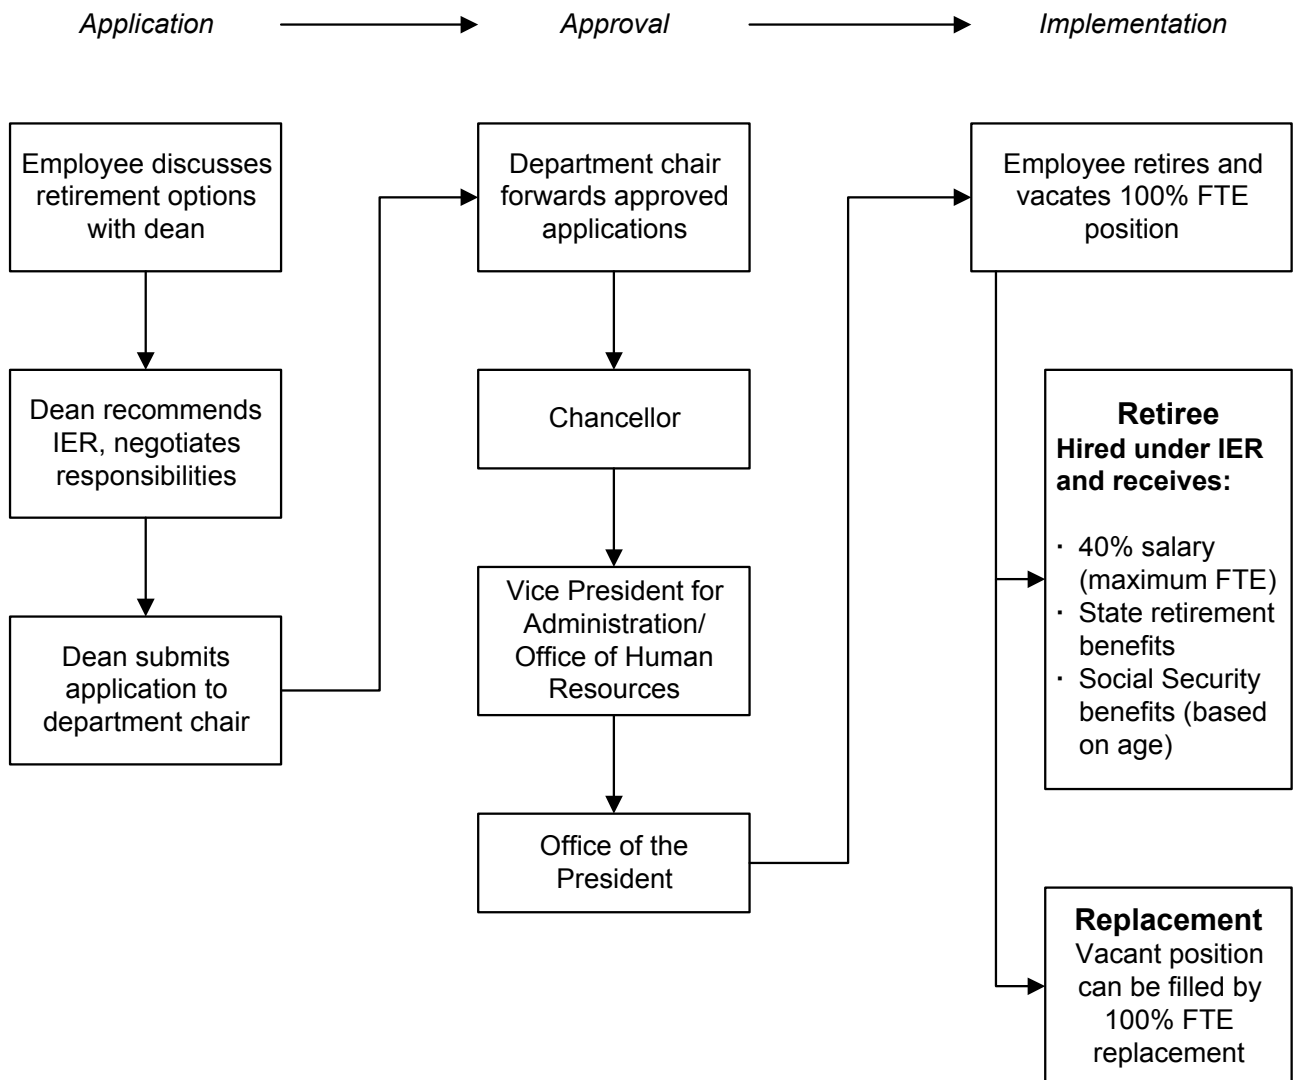 Application
Approval
Implementation
Employee discusses
retirement options
with dean
Dean recommends
IER, negotiates
responsibilities
Dean submits
application to
department chair
Department chair
forwards approved
applications
Chancellor
Vice President for
Administration/
Office of Human
Resources
Office of the
President
Employee retires and
vacates 100% FTE
position
Retiree
Hired under IER
and receives:
· 40% salary
(maximum FTE)
· State retirement
benefits
· Social Security
benefits (based
on age)
Replacement
Vacant position
can be filled by
100% FTE
replacement